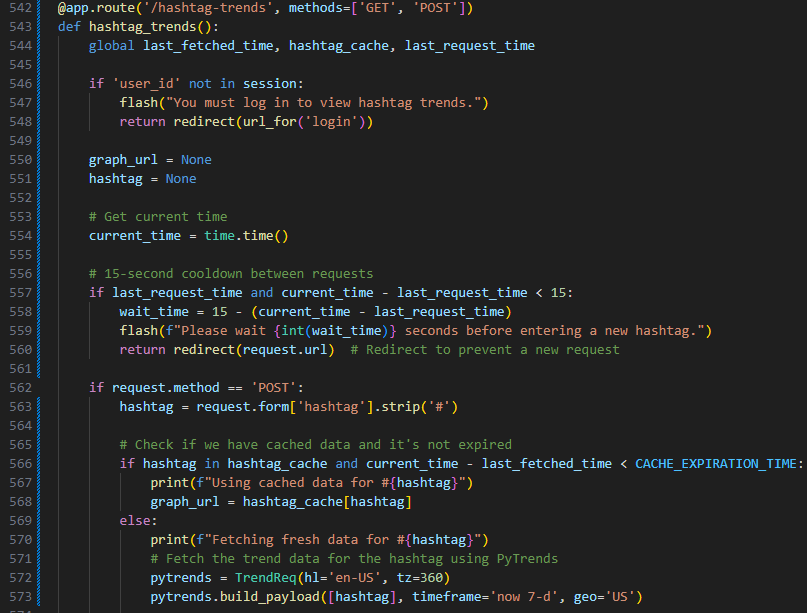 542 @app.route('/hashtag-trends', methods=['GET', 'POST'])
543 def hashtag_trends():
544     global last_fetched_time, hashtag_cache, last_request_time
545
546     if 'user_id' not in session:
547         flash("You must log in to view hashtag trends.")
548         return redirect(url_for('login'))
549
550     graph_url = None
551     hashtag = None
552
553     # Get current time
554     current_time = time.time()
555
556     # 15-second cooldown between requests
557     if last_request_time and current_time - last_request_time < 15:
558         wait_time = 15 - (current_time - last_request_time)
559         flash(f"Please wait {int(wait_time)} seconds before entering a new hashtag.")
560         return redirect(request.url)  # Redirect to prevent a new request
561
562     if request.method == 'POST':
563         hashtag = request.form['hashtag'].strip('#')
564
565         # Check if we have cached data and it's not expired
566         if hashtag in hashtag_cache and current_time - last_fetched_time < CACHE_EXPIRATION_TIME:
567             print(f"Using cached data for #{hashtag}")
568             graph_url = hashtag_cache[hashtag]
569         else:
570             print(f"Fetching fresh data for #{hashtag}")
571             # Fetch the trend data for the hashtag using PyTrends
572             pytrends = TrendReq(hl='en-US', tz=360)
573             pytrends.build_payload([hashtag], timeframe='now 7-d', geo='US')